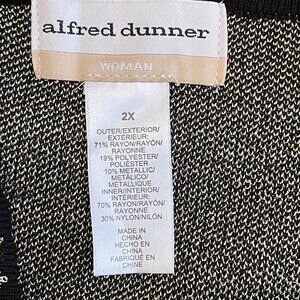 alfred dunner
WOMAN
2X
OUTER/EXTERIOR/
EXTÉRIEUR
71% RAYON/RAYÓN/
RAYONNE
19% POLYESTER/
POLIÉSTER
10% METALLIC/
METÁLICO/
MÉTALLIQUE
INNER/INTERIOR/
INTÉRIEUR
70% RAYON/RAYÓN/
RAYONNE
30% NYLON/NILÓN
MADE IN
CHINA
HECHO EN
CHINA
FABRIQUÉ EN
CHINE